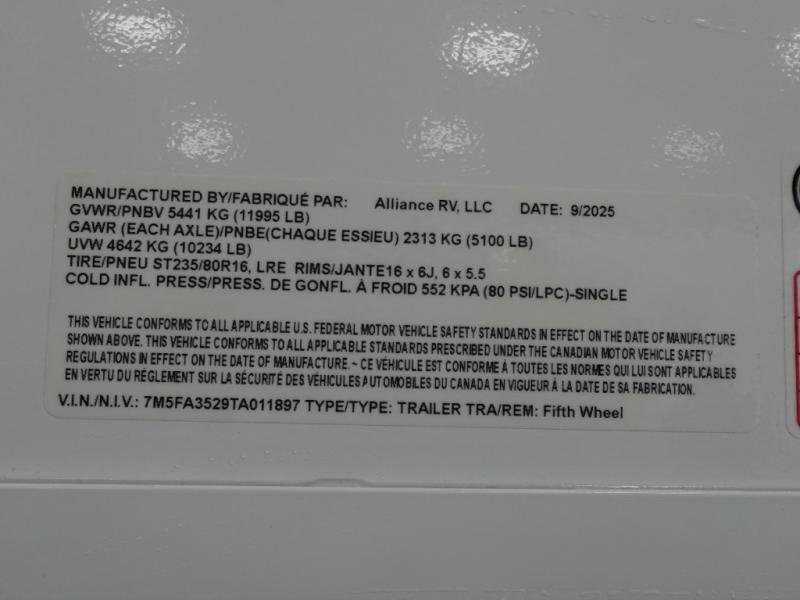 MANUFACTURED BY/FABRIQUÉ PAR: Alliance RV, LLC DATE: 9/2025
GVWR/PNBV 5441 KG (11995 LB)
GAWR (EACH AXLE)/PNBE(CHAQUE ESSIEU) 2313 KG (5100 LB)
UVW 4642 KG (10234 LB)
TIRE/PNEU ST235/80R16, LRE RIMS/JANTE16 x 6J, 6 x 5.5
COLD INFL. PRESS/PRESS. DE GONFL. À FROID 552 KPA (80 PSI/LPC)-SINGLE
THIS VEHICLE CONFORMS TO ALL APPLICABLE U.S. FEDERAL MOTOR VEHICLE SAFETY STANDARDS IN EFFECT ON THE DATE OF MANUFACTURE
SHOWN ABOVE. THIS VEHICLE CONFORMS TO ALL APPLICABLE STANDARDS PRESCRIBED UNDER THE CANADIAN MOTOR VEHICLE SAFETY
REGULATIONS IN EFFECT ON THE DATE OF MANUFACTURE. ~ CE VÉHICULE EST CONFORME À TOUTES LES NORMES QUI LUI SONT APPLICABLES
EN VERTU DU RÉGLEMENT SUR LA SÉCURITÉ DES VÉHICULES AUTOMOBILES DU CANADA EN VIGUEUR À LA DATE DE SA FABRICATION.
V.I.N./N.I.V.: 7M5FA3529TA011897 TYPE/TYPE: TRAILER TRA/REM: Fifth Wheel